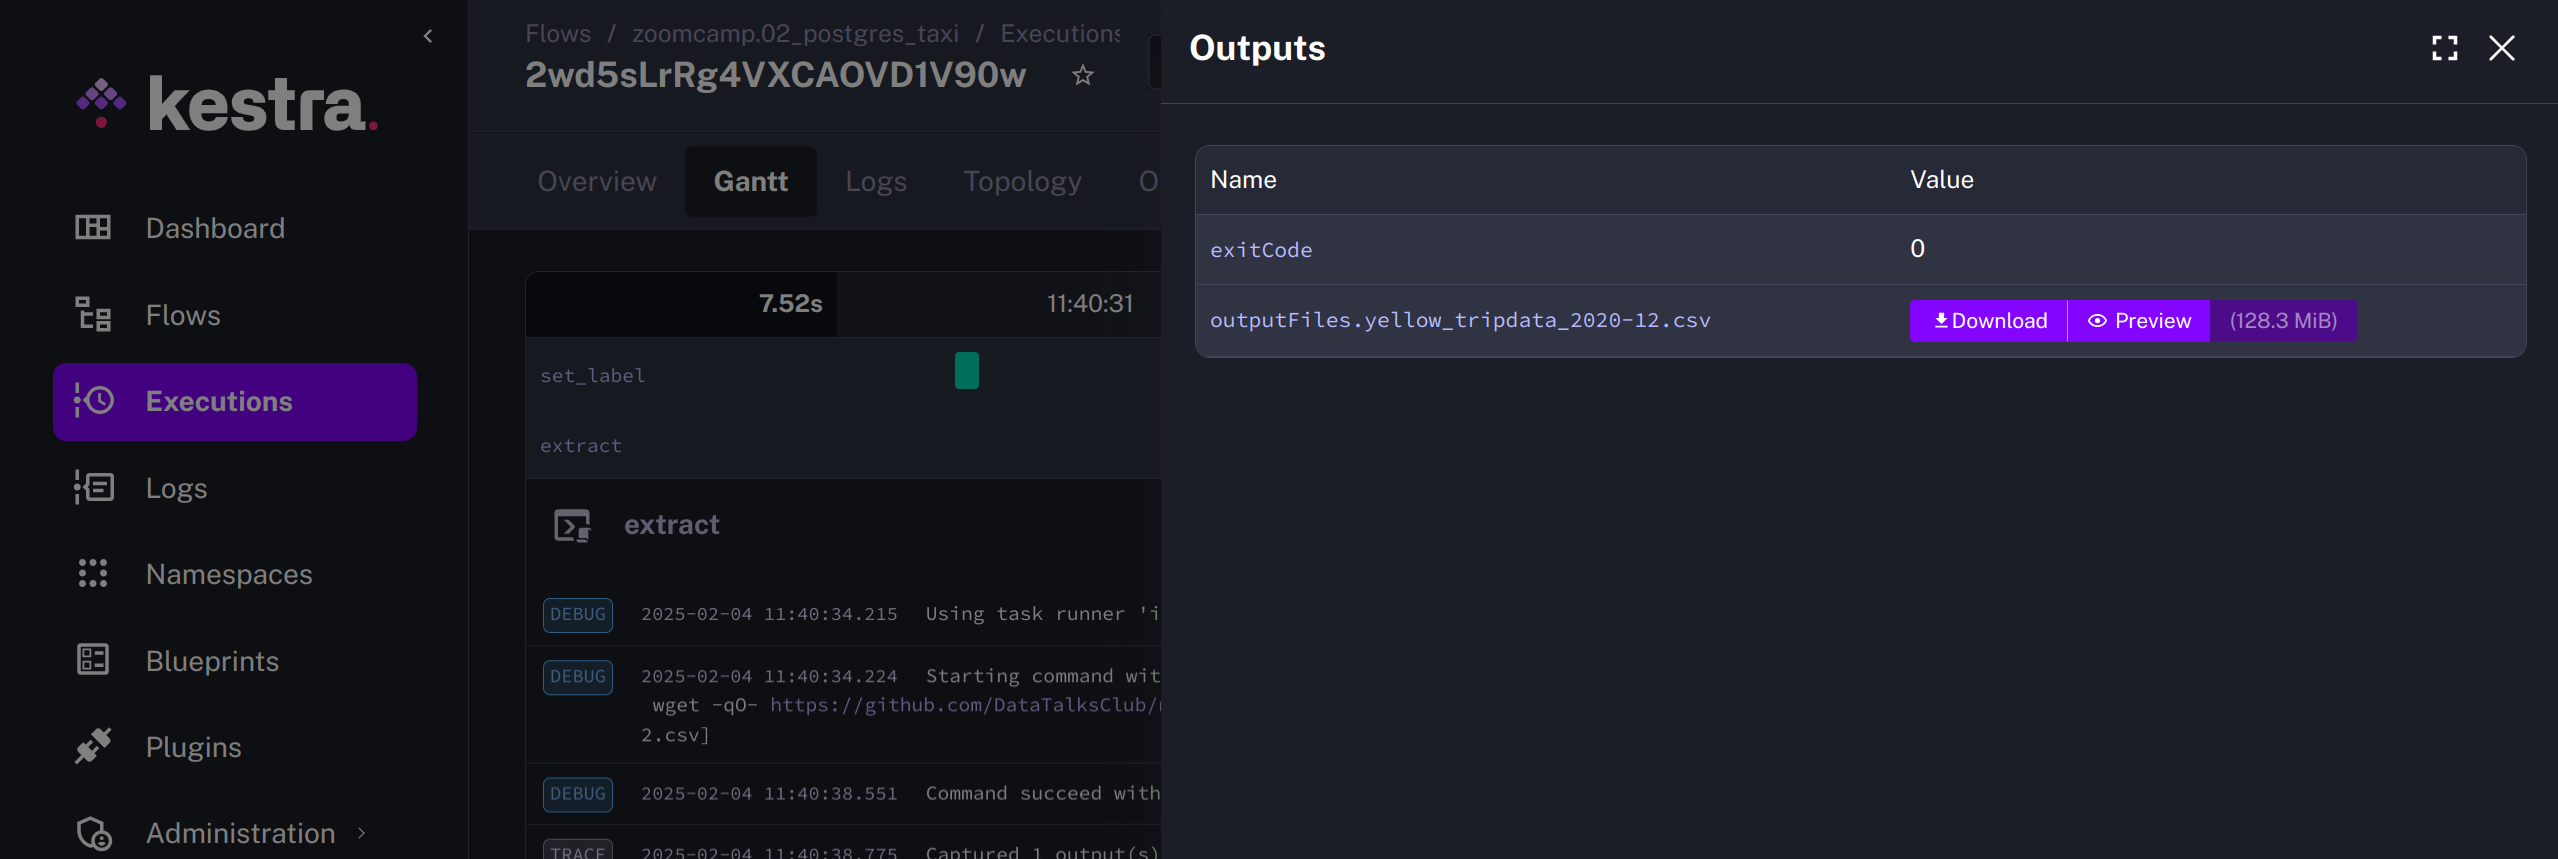 kestra.
Dashboard
Flows
Executions
Logs
Namespaces
Blueprints
Plugins
Administration
Flows / zoomcamp.02_postgres_taxi / Executions
2wd5sLrRg4VXCAOVD1V90w
Overview Gantt Logs Topology O
7.52s 11:40:31
set_label
extract
extract
DEBUG 2025-02-04 11:40:34.215 Using task runner 'i
DEBUG 2025-02-04 11:40:34.224 Starting command wit
wget -qO- https://github.com/DataTalksClub/
2.csv]
DEBUG 2025-02-04 11:40:38.551 Command succeed with
TRACE 2025-02-04 11:40:38.775 Captured 1 output(s)
Outputs
Name Value
exitCode 0
outputFiles.yellow_tripdata_2020-12.csv Download Preview (128.3 MiB)